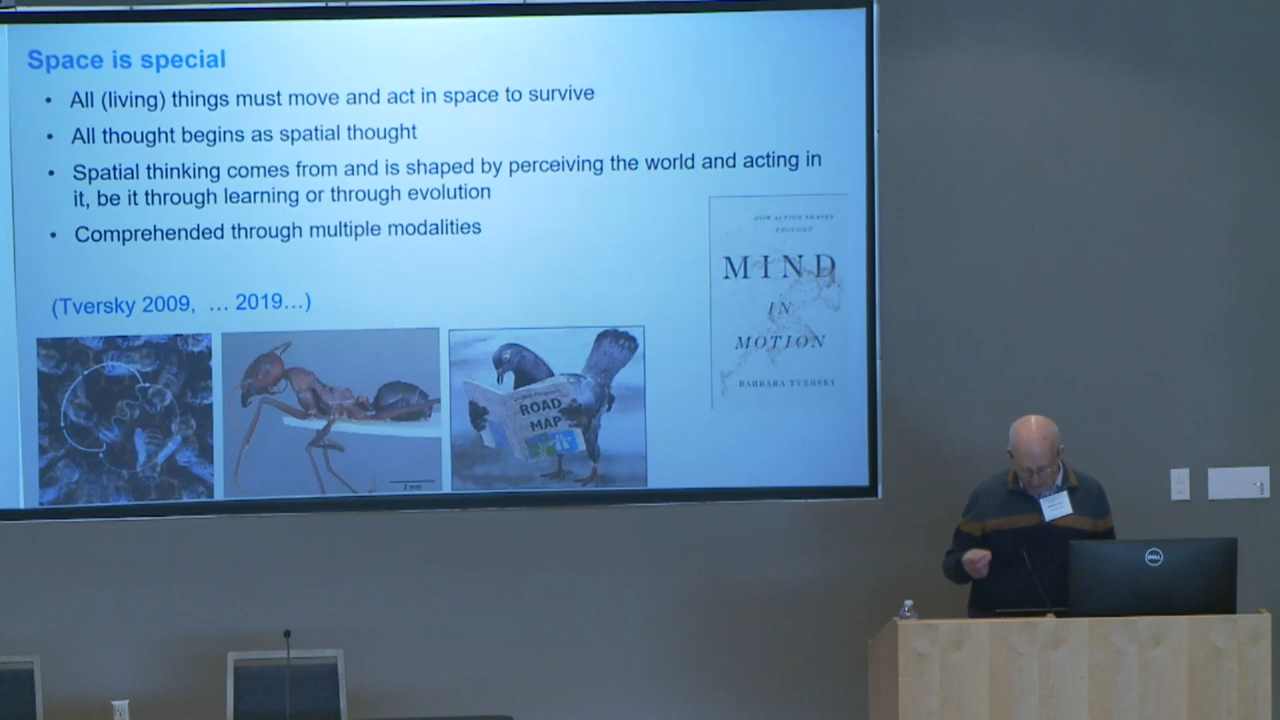 Space is special
• All (living) things must move and act in space to survive
• All thought begins as spatial thought
• Spatial thinking comes from and is shaped by perceiving the world and acting in
it, be it through learning or through evolution
• Comprehended through multiple modalities
(Tversky 2009, … 2019…)
HOW ACTION SHAPES
THOUGHT
MIND
IN
MOTION
BARBARA TVERSKY
ROAD
MAP
2 mm
DELL